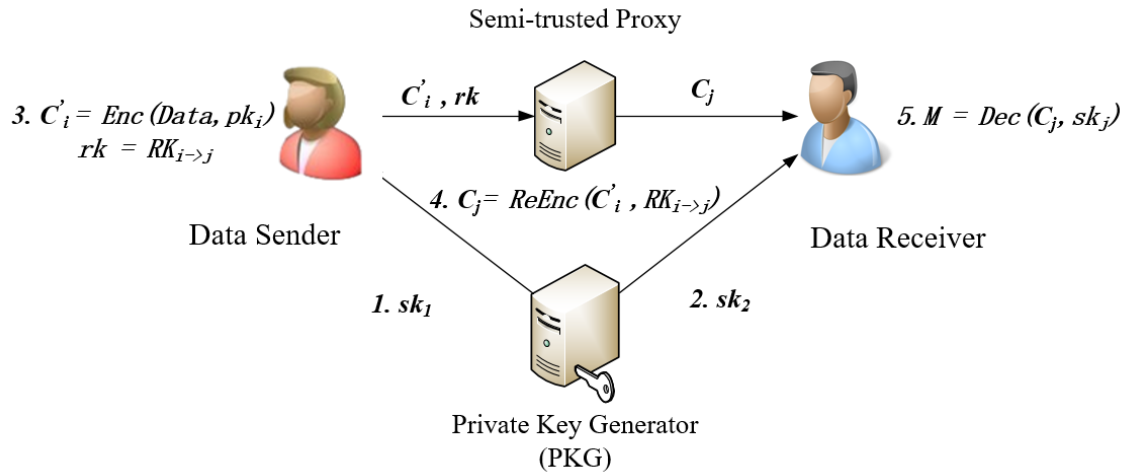 Semi-trusted Proxy
3. C'ᵢ = Enc(Data, pkᵢ)
rk = RKᵢ₋>ⱼ
C'ᵢ , rk
Cⱼ
5. M = Dec(Cⱼ, skⱼ)
4. Cⱼ= ReEnc(C'ᵢ , RKᵢ₋>ⱼ)
Data Sender
Data Receiver
1. sk₁
2. sk₂
Private Key Generator
(PKG)